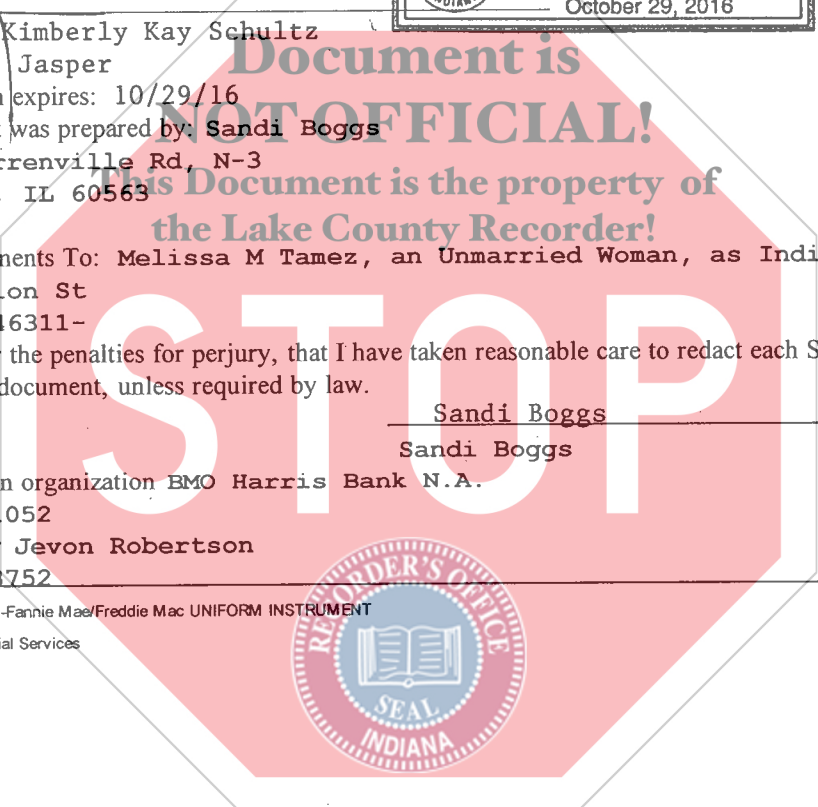 October 29, 2016
INDIANA
Kimberly Kay Schultz
Jasper
expires: 10/29/16
was prepared by: Sandi Boggs
rrenville Rd, N-3
IL 60563
Document is
NOT OFFICIAL!
This Document is the property of
the Lake County Recorder!
nents To: Melissa M Tamez, an Unmarried Woman, as Indi
on St
46311-
the penalties for perjury, that I have taken reasonable care to redact each S
document, unless required by law.
STOP
Sandi Boggs
Sandi Boggs
n organization BMO Harris Bank N.A.
052
Jevon Robertson
3752
-Fannie Mae/Freddie Mac UNIFORM INSTRUMENT
ial Services
RECORDER'S OFFICE
SEAL
INDIANA